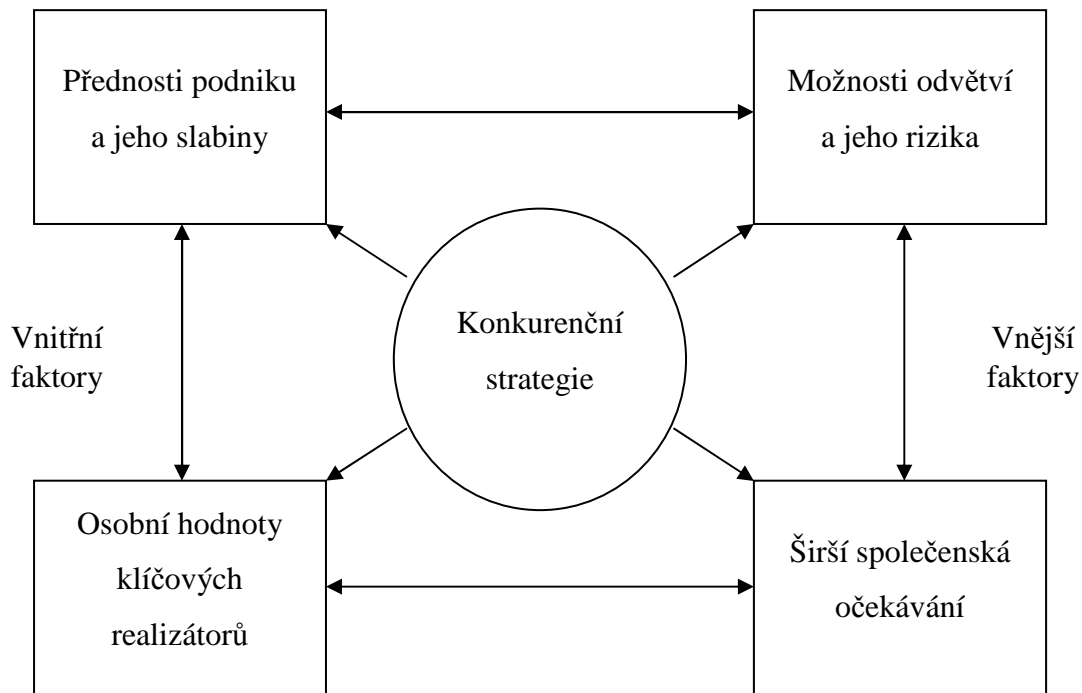 Přednosti podniku
a jeho slabiny
Možnosti odvětví
a jeho rizika
Konkurenční
strategie
Vnitřní
faktory
Vnější
faktory
Osobní hodnoty
klíčových
realizátorů
Širší společenská
očekávání